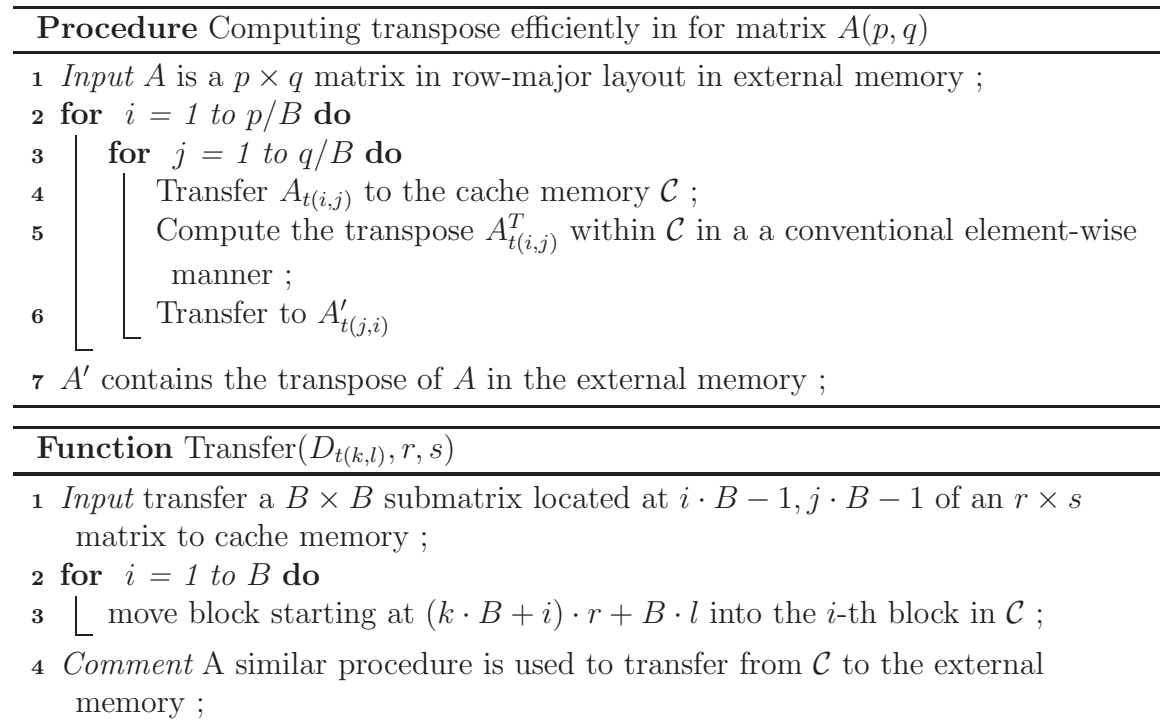 Procedure Computing transpose efficiently in for matrix A(p, q)
1 Input A is a p × q matrix in row-major layout in external memory ;
2 for i = 1 to p/B do
3 for j = 1 to q/B do
4 Transfer A_{t(i,j)} to the cache memory 𝒞 ;
5 Compute the transpose A^T_{t(i,j)} within 𝒞 in a a conventional element-wise
manner ;
6 Transfer to A′_{t(j,i)}
7 A′ contains the transpose of A in the external memory ;
Function Transfer(D_{t(k,l)}, r, s)
1 Input transfer a B × B submatrix located at i · B − 1, j · B − 1 of an r × s
matrix to cache memory ;
2 for i = 1 to B do
3 move block starting at (k · B + i) · r + B · l into the i-th block in 𝒞 ;
4 Comment A similar procedure is used to transfer from 𝒞 to the external
memory ;